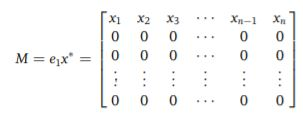 x₁ x₂ x₃ ⋯ xₙ₋₁ xₙ
0 0 0 ⋯ 0 0
M = e₁x* = 0 0 0 ⋯ 0 0
⋮ ⋮ ⋮ ⋮ ⋮ ⋮
0 0 0 ⋯ 0 0